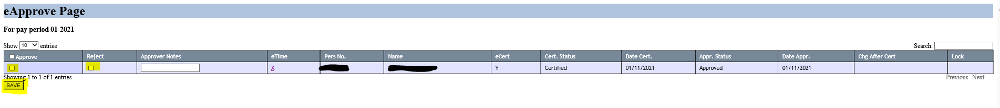 eApprove Page
For pay period 01-2021
Show 10 entries Search:
Approve Reject Approver Notes eTime Pers No. Name eCert Cert. Status Date Cert. Appr. Status Date Appr. Chg After Cert Lock
X Y Certified 01/11/2021 Approved 01/11/2021
Showing 1 to 1 of 1 entries Previous Next
SAVE